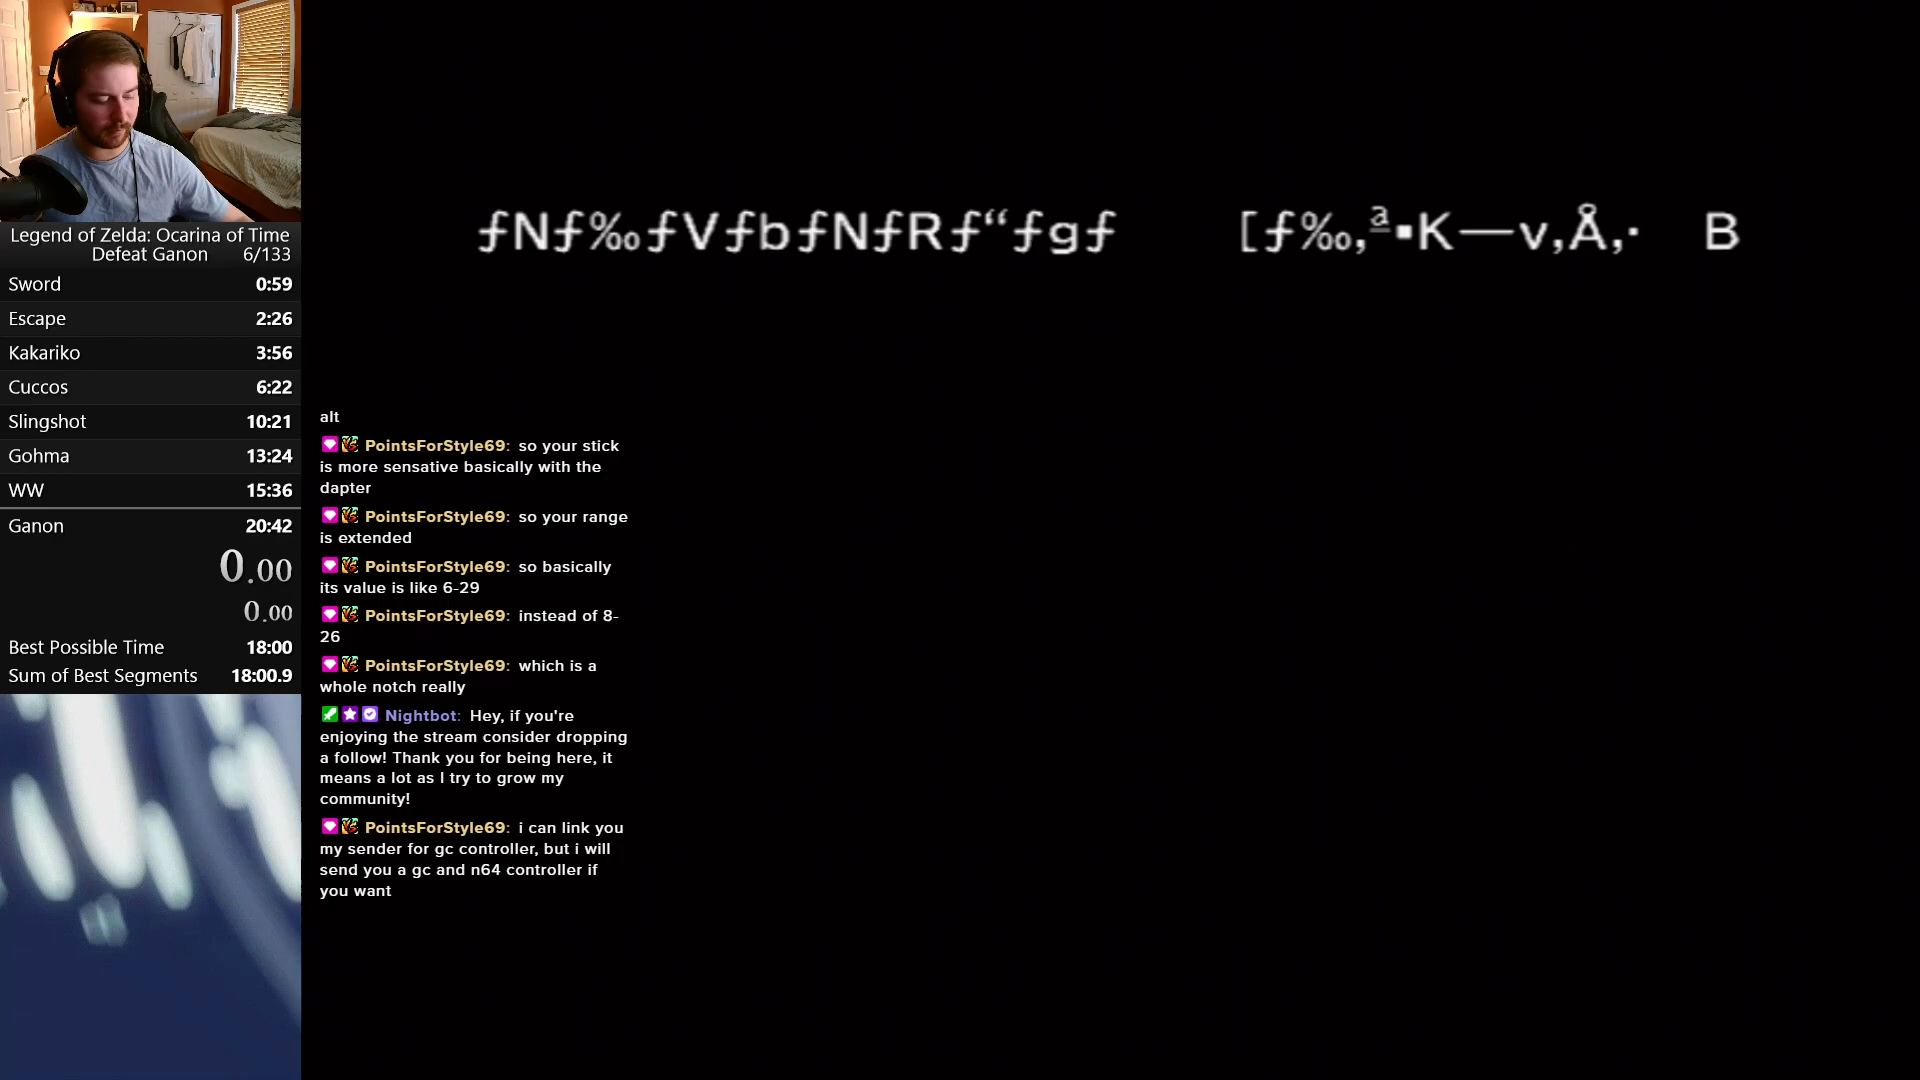 ƒNƒ‰ƒVƒbƒNƒRƒ“ƒgƒ [ƒ‰‚ª▪K—v‚Å‚· B
Legend of Zelda: Ocarina of Time
Defeat Ganon 6/133
Sword 0:59
Escape 2:26
Kakariko 3:56
Cuccos 6:22
Slingshot 10:21
Gohma 13:24
WW 15:36
Ganon 20:42
0.00
0.00
Best Possible Time 18:00
Sum of Best Segments 18:00.9
alt
PointsForStyle69: so your stick
is more sensative basically with the
dapter
PointsForStyle69: so your range
is extended
PointsForStyle69: so basically
its value is like 6-29
PointsForStyle69: instead of 8-
26
PointsForStyle69: which is a
whole notch really
Nightbot: Hey, if you're
enjoying the stream consider dropping
a follow! Thank you for being here, it
means a lot as I try to grow my
community!
PointsForStyle69: i can link you
my sender for gc controller, but i will
send you a gc and n64 controller if
you want